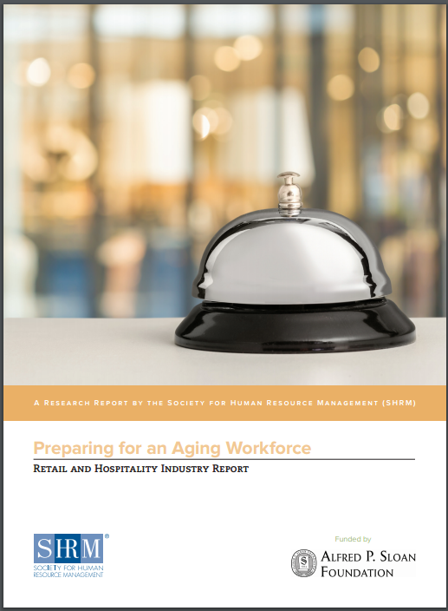 A Research Report by the Society for Human Resource Management (SHRM)
Preparing for an Aging Workforce
Retail and Hospitality Industry Report
SHRM®
SOCIETY FOR HUMAN
RESOURCE MANAGEMENT
Funded by
Alfred P. Sloan
Foundation